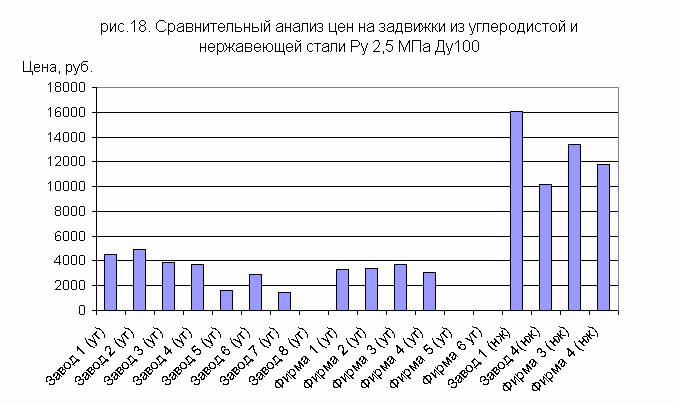 рис.18. Сравнительный анализ цен на задвижки из углеродистой и
нержавеющей стали Ру 2,5 МПа Ду100
Цена, руб.
18000
16000
14000
12000
10000
8000
6000
4000
2000
0
Завод 1 (уг)
Завод 2 (уг)
Завод 3 (уг)
Завод 4 (уг)
Завод 5 (уг)
Завод 6 (уг)
Завод 7 (уг)
Завод 8 (уг)
Фирма 1 (уг)
Фирма 2 (уг)
Фирма 3 (уг)
Фирма 4 (уг)
Фирма 5 (уг)
Фирма 6 уг)
Завод 1 (нж)
Завод 4(нж)
Фирма 3 (нж)
Фирма 4 (нж)